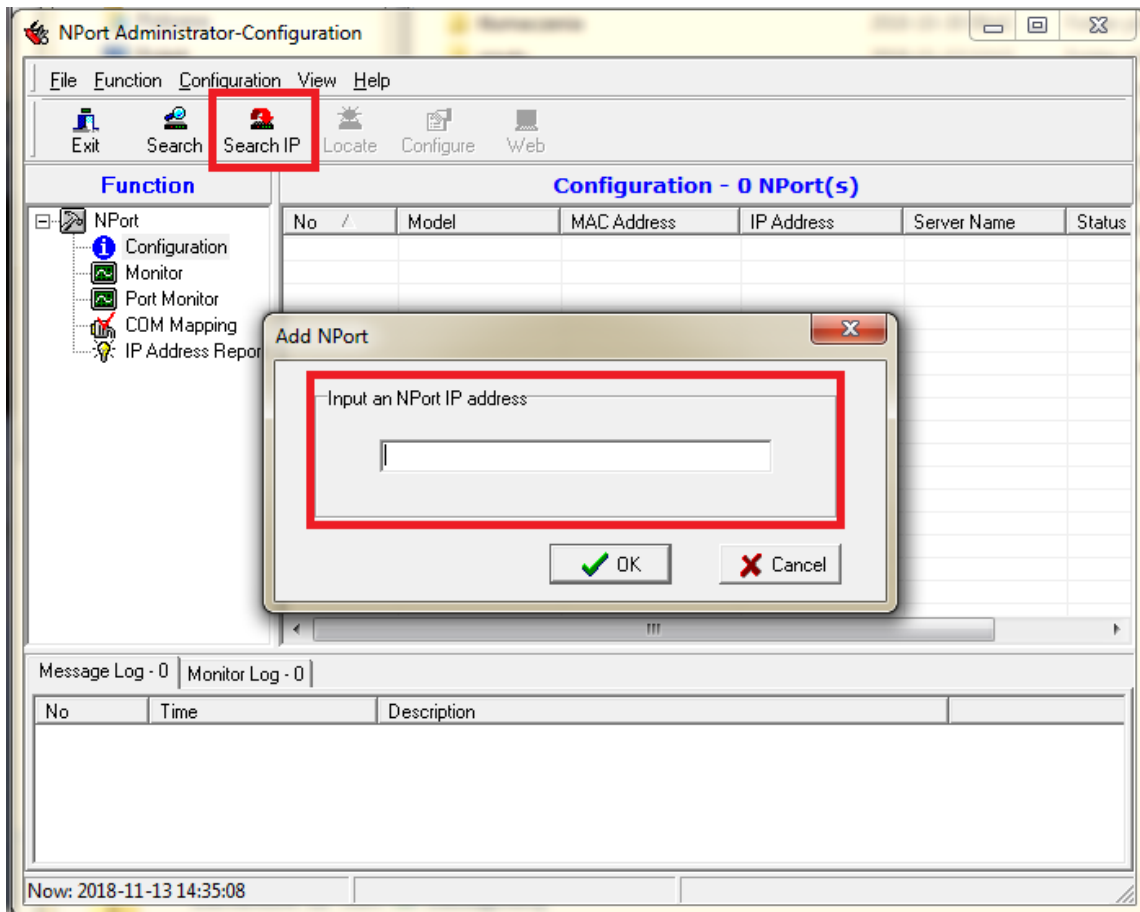 NPort Administrator-Configuration
File Function Configuration View Help
Exit Search Search IP Locate Configure Web
Function
Configuration - 0 NPort(s)
NPort
Configuration
Monitor
Port Monitor
COM Mapping
IP Address Repor
No Model MAC Address IP Address Server Name Status
Add NPort
Input an NPort IP address
OK Cancel
Message Log - 0 Monitor Log - 0
No Time Description
Now: 2018-11-13 14:35:08